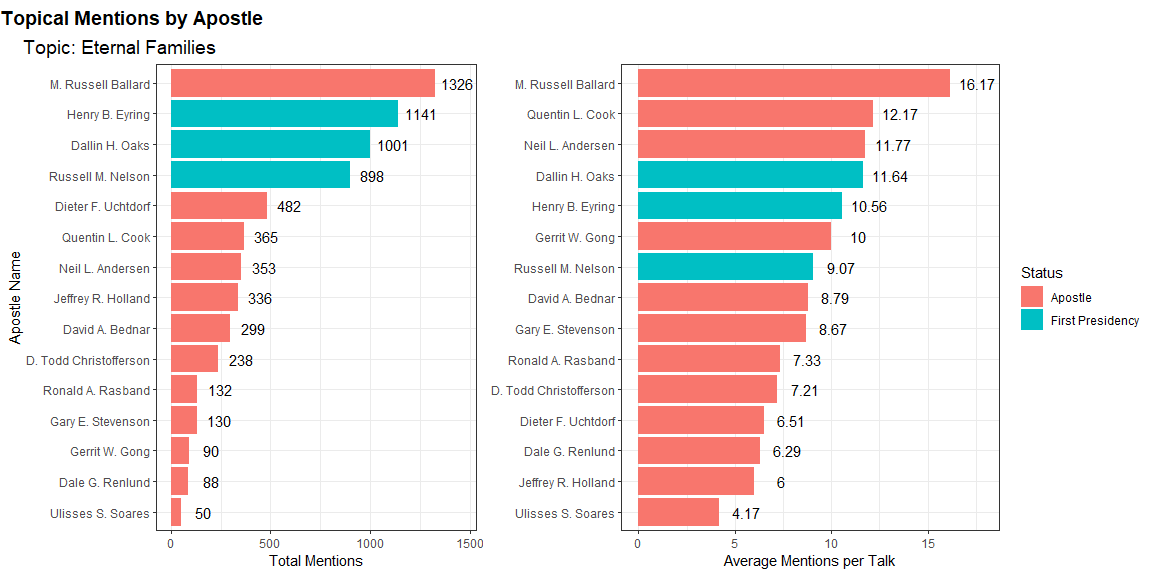 Topical Mentions by Apostle
Topic: Eternal Families
Apostle Name
M. Russell Ballard 1326
Henry B. Eyring 1141
Dallin H. Oaks 1001
Russell M. Nelson 898
Dieter F. Uchtdorf 482
Quentin L. Cook 365
Neil L. Andersen 353
Jeffrey R. Holland 336
David A. Bednar 299
D. Todd Christofferson 238
Ronald A. Rasband 132
Gary E. Stevenson 130
Gerrit W. Gong 90
Dale G. Renlund 88
Ulisses S. Soares 50
0 500 1000 1500
Total Mentions
M. Russell Ballard 16.17
Quentin L. Cook 12.17
Neil L. Andersen 11.77
Dallin H. Oaks 11.64
Henry B. Eyring 10.56
Gerrit W. Gong 10
Russell M. Nelson 9.07
David A. Bednar 8.79
Gary E. Stevenson 8.67
Ronald A. Rasband 7.33
D. Todd Christofferson 7.21
Dieter F. Uchtdorf 6.51
Dale G. Renlund 6.29
Jeffrey R. Holland 6
Ulisses S. Soares 4.17
0 5 10 15
Average Mentions per Talk
Status
Apostle
First Presidency